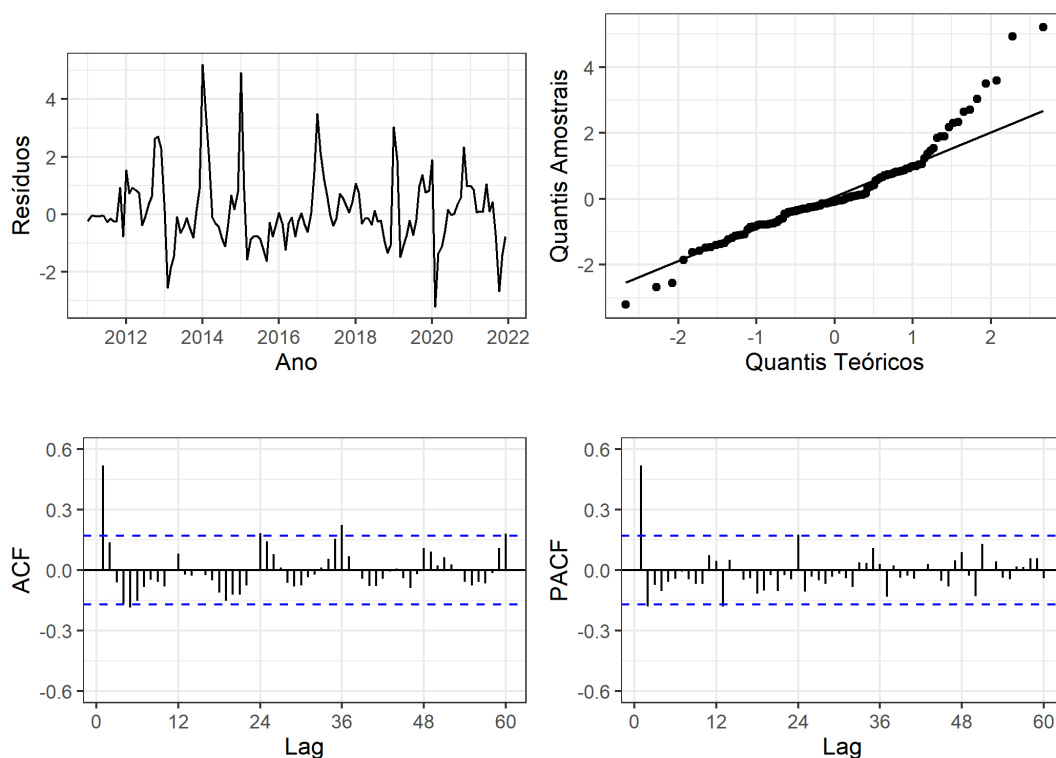 Resíduos
4
2
0
-2
2012 2014 2016 2018 2020 2022
Ano
Quantis Amostrais
4
2
0
-2
-2 -1 0 1 2
Quantis Teóricos
ACF
0.6
0.3
0.0
-0.3
-0.6
0 12 24 36 48 60
Lag
PACF
0.6
0.3
0.0
-0.3
-0.6
0 12 24 36 48 60
Lag